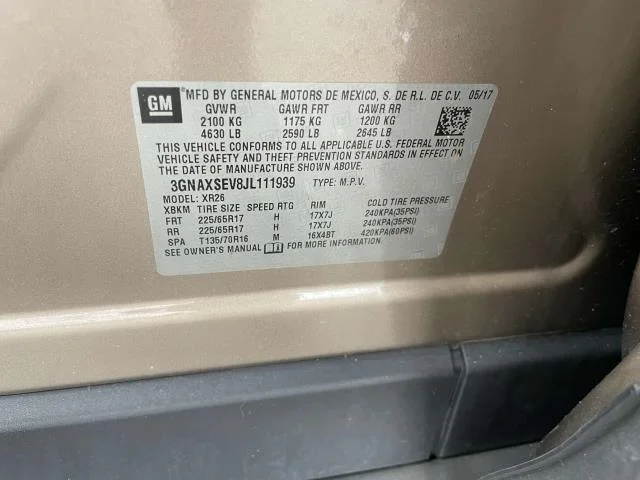 GM
MFD BY GENERAL MOTORS DE MEXICO, S. DE R.L. DE C.V. 05/17
GVWR GAWR FRT GAWR RR
2100 KG 1175 KG 1200 KG
4630 LB 2590 LB 2645 LB
THIS VEHICLE CONFORMS TO ALL APPLICABLE U.S. FEDERAL MOTOR
VEHICLE SAFETY AND THEFT PREVENTION STANDARDS IN EFFECT ON
THE DATE OF MANUFACTURE SHOWN ABOVE.
3GNAXSEV8JL111939 TYPE: M.P.V.
MODEL: XR26
XBKM TIRE SIZE SPEED RTG RIM COLD TIRE PRESSURE
FRT 225/65R17 H 17X7J 240KPA(35PSI)
RR 225/65R17 H 17X7J 240KPA(35PSI)
SPA T135/70R16 M 16X4BT 420KPA(60PSI)
SEE OWNER'S MANUAL FOR MORE INFORMATION.